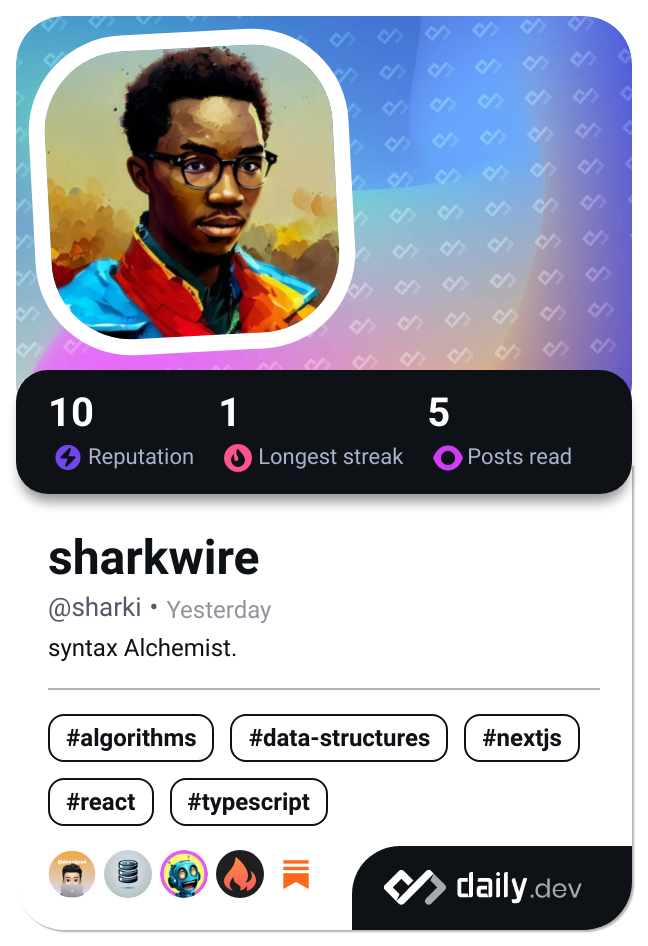 10 1 5
Reputation Longest streak Posts read
sharkwire
@sharki • Yesterday
syntax Alchemist.
#algorithms #data-structures #nextjs
#react #typescript
daily.dev